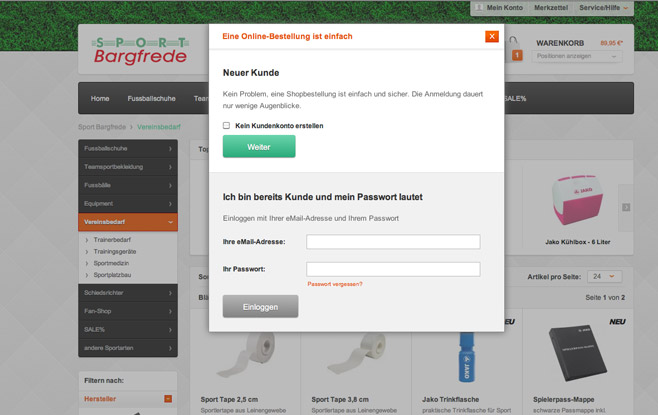 Mein Konto
Merkzettel
Service/Hilfe
SPORT
Bargfrede
WARENKORB
89,95 €*
1
Positionen anzeigen
Home
Fussballschuhe
SALE%
Sport Bargfrede > Vereinsbedarf
Eine Online-Bestellung ist einfach
X
Neuer Kunde
Kein Problem, eine Shopbestellung ist einfach und sicher. Die Anmeldung dauert
nur wenige Augenblicke.
Kein Kundenkonto erstellen
Weiter
Ich bin bereits Kunde und mein Passwort lautet
Einloggen mit Ihrer eMail-Adresse und Ihrem Passwort
Ihre eMail-Adresse:
Ihr Passwort:
Passwort vergessen?
Einloggen
Fussballschuhe
Teamsportbekleidung
Fussbälle
Equipment
Vereinsbedarf
Trainerbedarf
Trainingsgeräte
Sportmedizin
Sportplatzbau
Schiedsrichter
Fan-Shop
SALE%
andere Sportarten
Filtern nach:
Hersteller
JAKO
Jako Kühlbox - 6 Liter
Artikel pro Seite:
24
Seite 1 von 2
NEU
NEU
JAKO
Sport Tape 2,5 cm
Sportlertape aus Leinengewebe
Sport Tape 3,8 cm
Sportlertape aus Leinengewebe
Jako Trinkflasche
praktische Trinkflasche für Sport
Spielerpass-Mappe
schwarze Passmappe inkl.